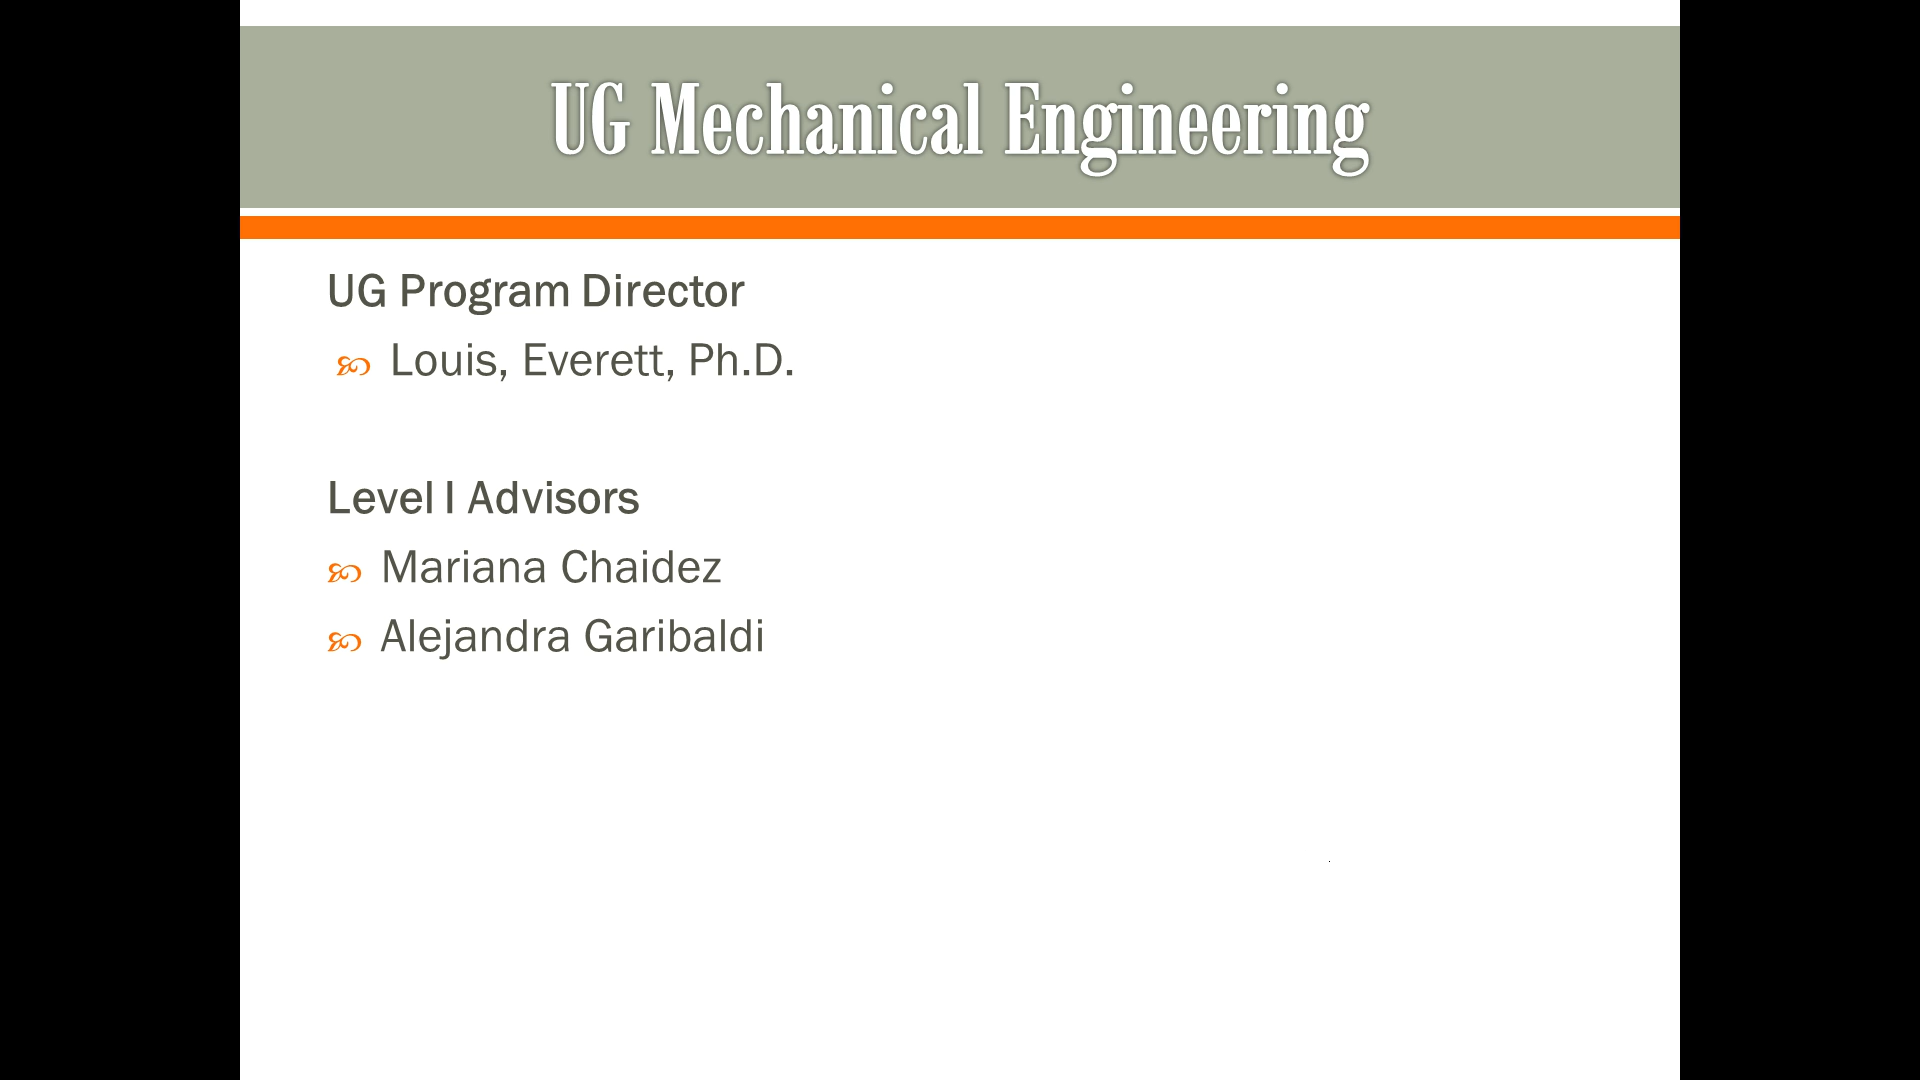 UG Mechanical Engineering
UG Program Director
Louis, Everett, Ph.D.
Level I Advisors
Mariana Chaidez
Alejandra Garibaldi